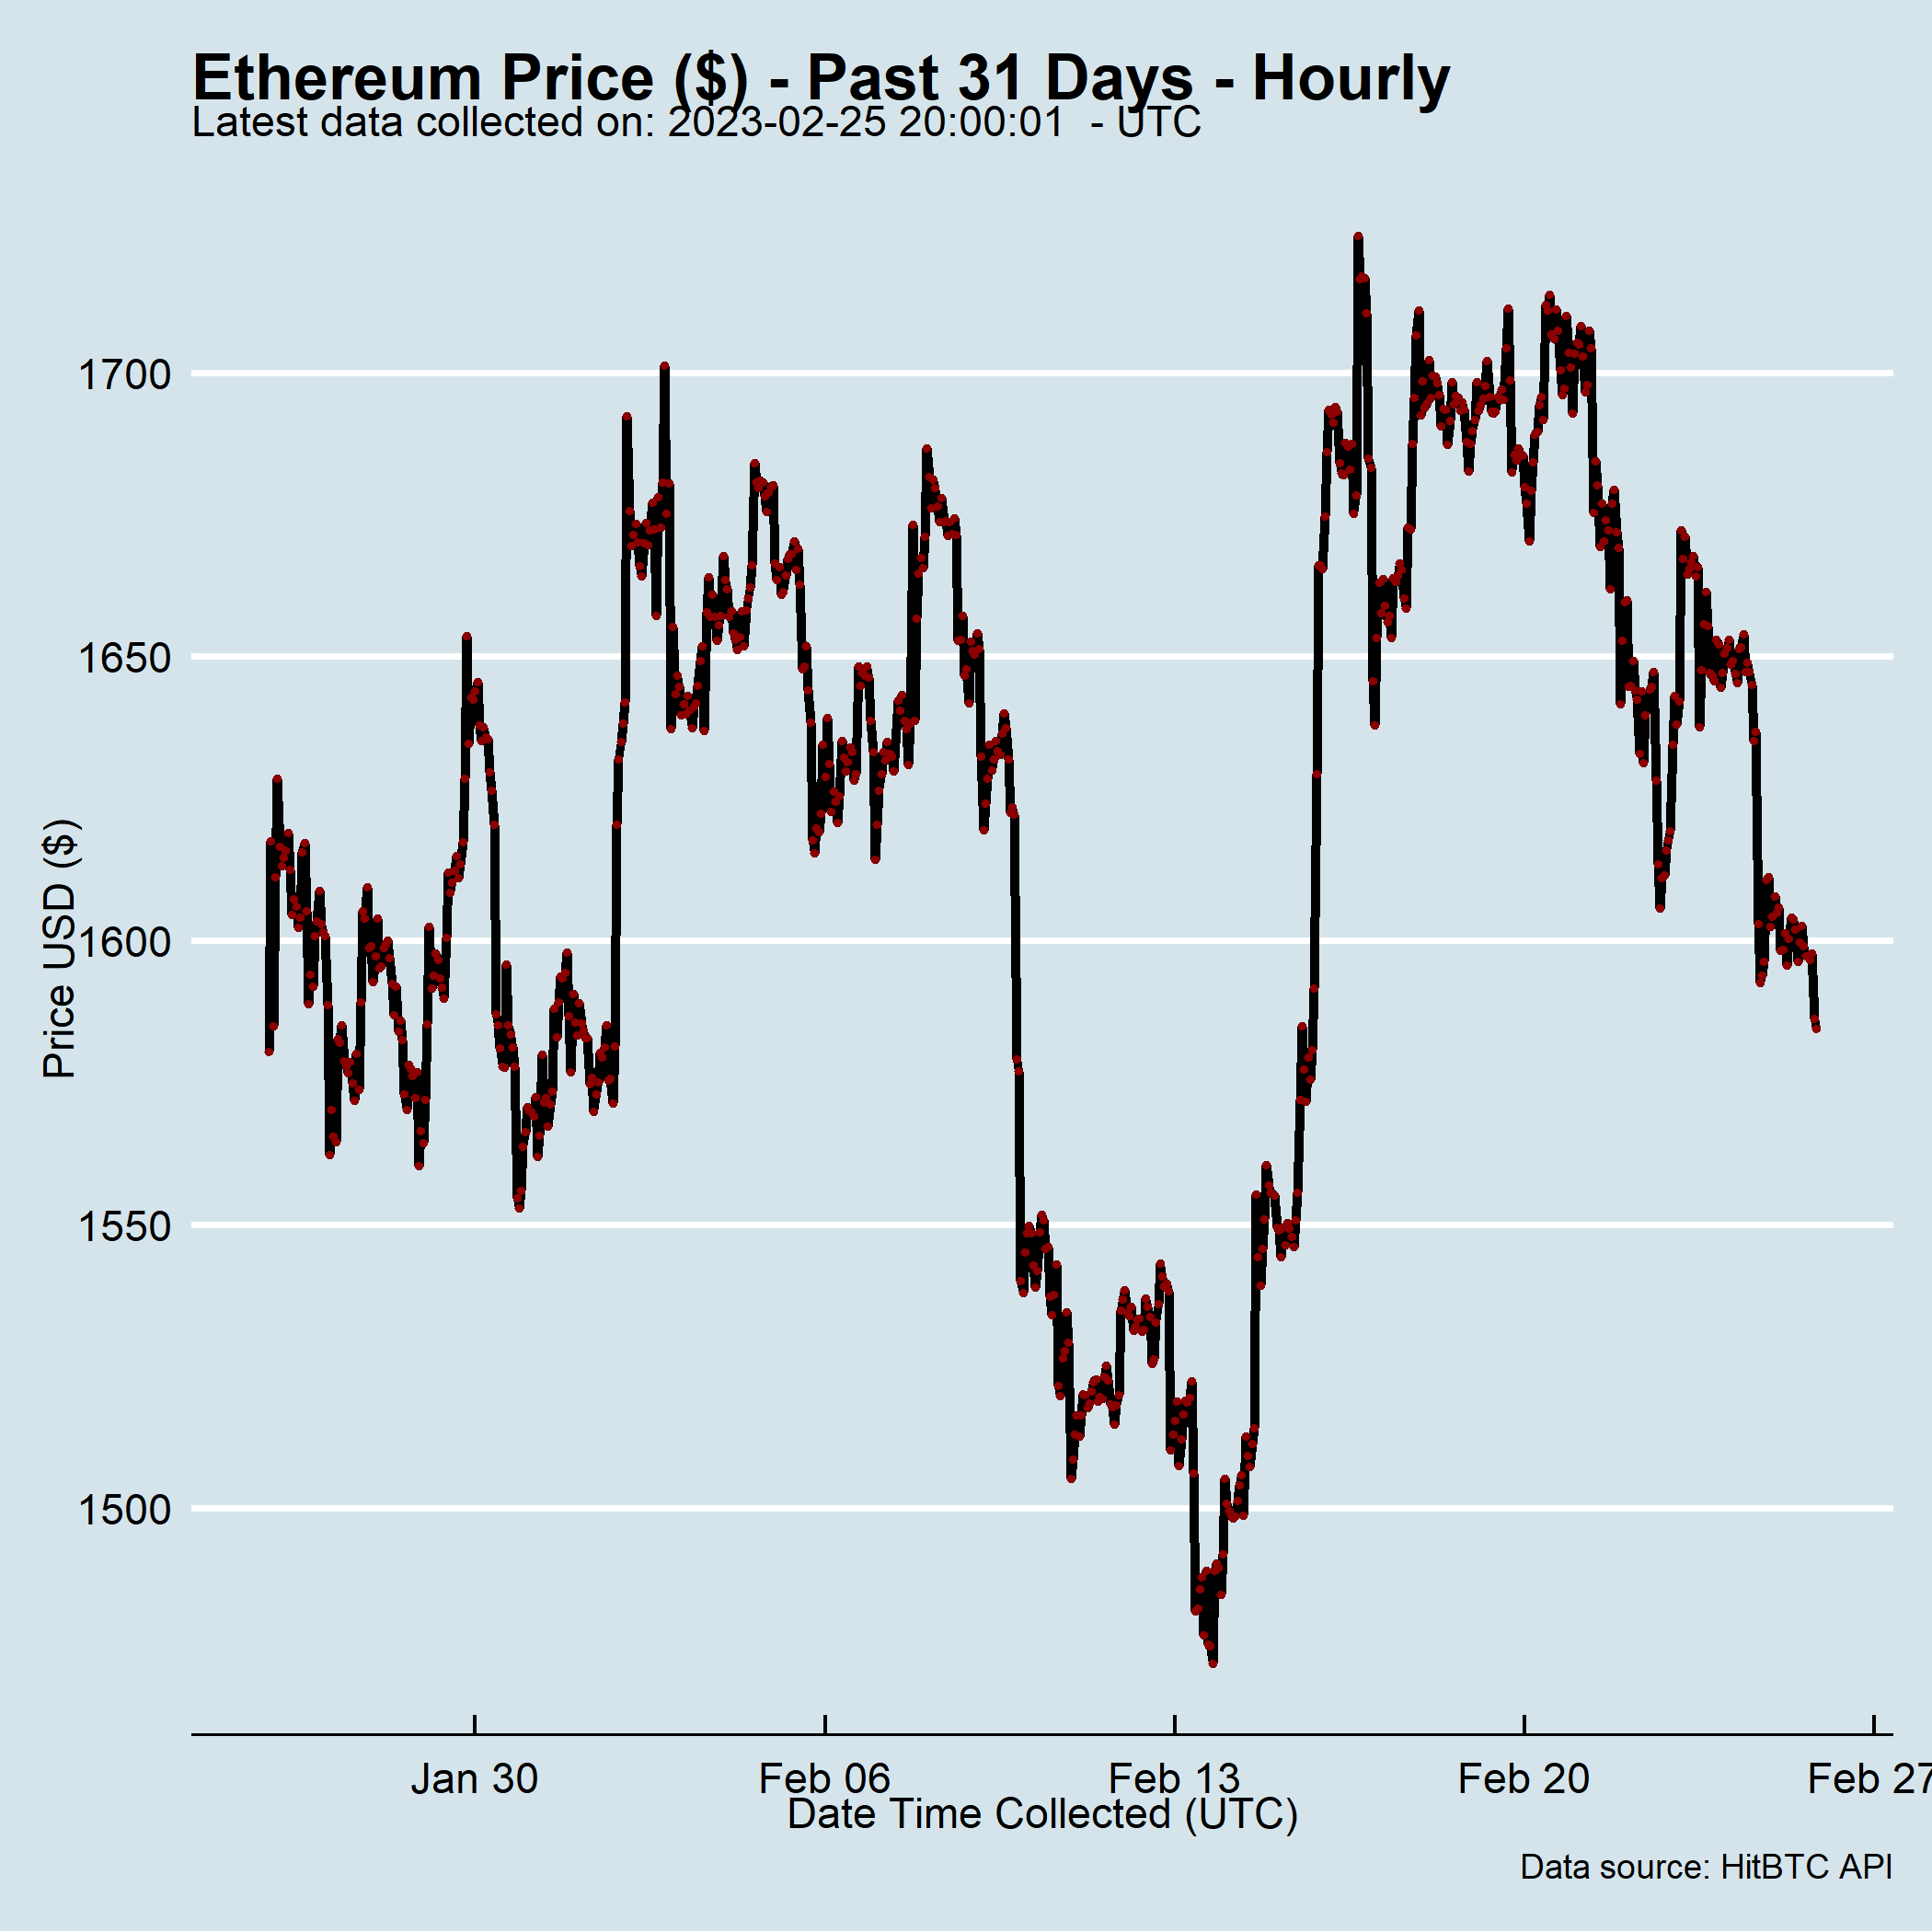 Ethereum Price ($) - Past 31 Days - Hourly
Latest data collected on: 2023-02-25 20:00:01  - UTC
Price USD ($)
1700
1650
1600
1550
1500
Jan 30 Feb 06 Feb 13 Feb 20 Feb 27
Date Time Collected (UTC)
Data source: HitBTC API